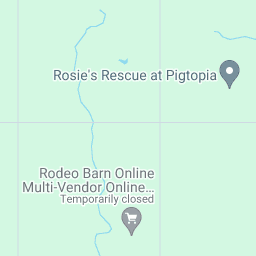 Rosie's Rescue at Pigtopia
Rodeo Barn Online
Multi-Vendor Online...
Temporarily closed